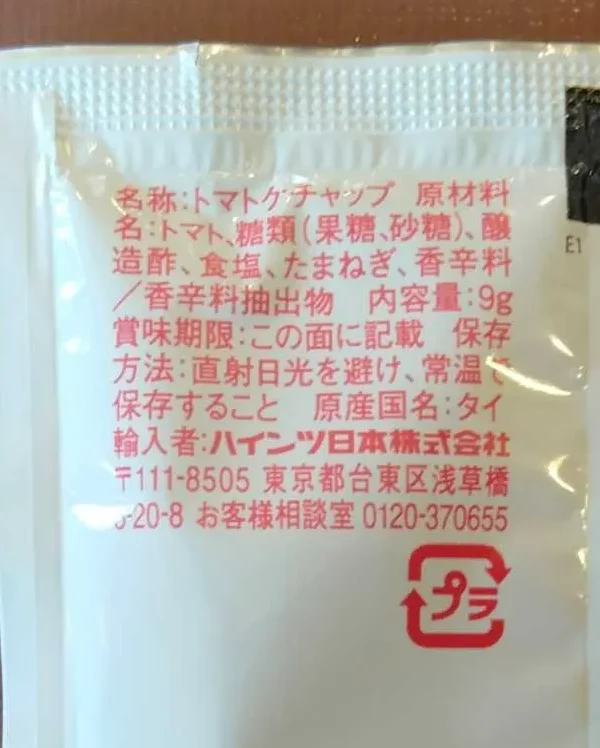 名称:トマトケチャップ 原材料
名:トマト、糖類(果糖、砂糖)、醸
造酢、食塩、たまねぎ、香辛料
/香辛料抽出物 内容量:9g
賞味期限:この面に記載 保存
方法:直射日光を避け、常温で
保存すること 原産国名:タイ
輸入者:ハインツ日本株式会社
〒111-8505 東京都台東区浅草橋
-20-8 お客様相談室 0120-370655
プラ
E1